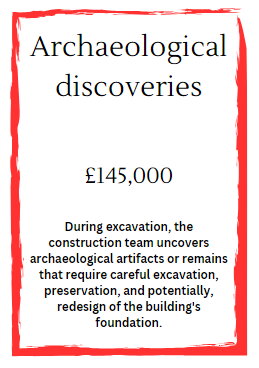 Archaeological
discoveries
£145,000
During excavation, the
construction team uncovers
archaeological artifacts or remains
that require careful excavation,
preservation, and potentially,
redesign of the building's
foundation.